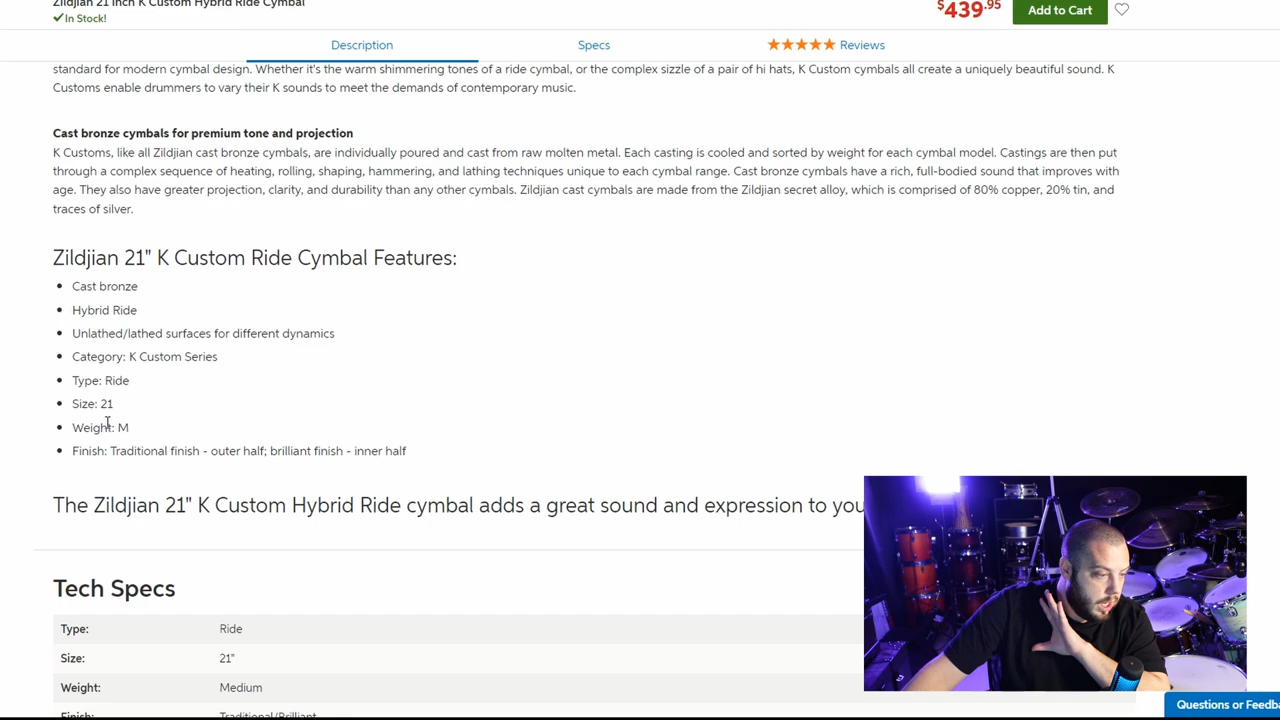 Zildjian 21 Inch K Custom Hybrid Ride Cymbal
In Stock!
$439.95
Add to Cart
Description
Specs
Reviews
standard for modern cymbal design. Whether it's the warm shimmering tones of a ride cymbal, or the complex sizzle of a pair of hi hats, K Custom cymbals all create a uniquely beautiful sound. K
Customs enable drummers to vary their K sounds to meet the demands of contemporary music.
Cast bronze cymbals for premium tone and projection
K Customs, like all Zildjian cast bronze cymbals, are individually poured and cast from raw molten metal. Each casting is cooled and sorted by weight for each cymbal model. Castings are then put
through a complex sequence of heating, rolling, shaping, hammering, and lathing techniques unique to each cymbal range. Cast bronze cymbals have a rich, full-bodied sound that improves with
age. They also have greater projection, clarity, and durability than any other cymbals. Zildjian cast cymbals are made from the Zildjian secret alloy, which is comprised of 80% copper, 20% tin, and
traces of silver.
Zildjian 21" K Custom Ride Cymbal Features:
Cast bronze
Hybrid Ride
Unlathed/lathed surfaces for different dynamics
Category: K Custom Series
Type: Ride
Size: 21
Weight: M
Finish: Traditional finish - outer half; brilliant finish - inner half
The Zildjian 21" K Custom Hybrid Ride cymbal adds a great sound and expression to you
Tech Specs
Type: Ride
Size: 21"
Weight: Medium
Finish: Traditional/Brilliant
Questions or Feedba